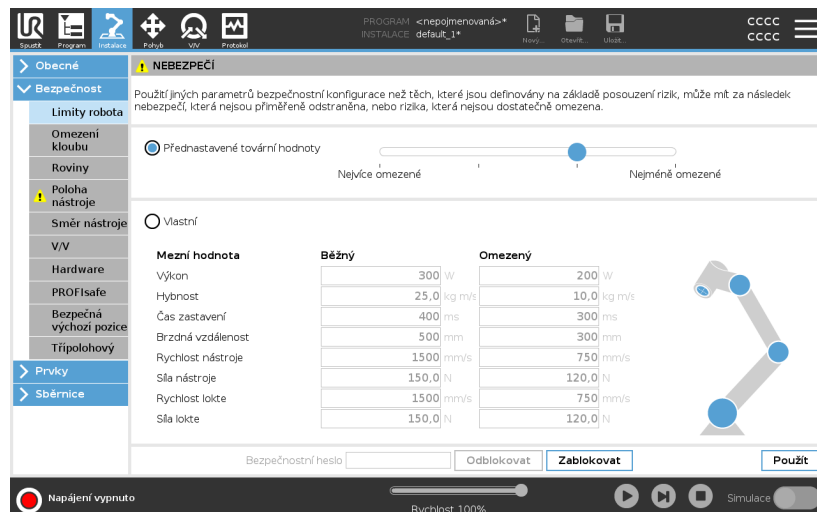 PROGRAM <nepojmenovaná>*
INSTALACE default_1*
Spustit Program Instalace Pohyb V/V Protokol
Nový... Otevřít... Uložit...
CCCC
CCCC
Obecné
Bezpečnost
Limity robota
Omezení
kloubu
Roviny
Poloha
nástroje
Směr nástroje
V/V
Hardware
PROFIsafe
Bezpečná
výchozí pozice
Třípolohový
Prvky
Sběrnice
NEBEZPEČÍ
Použití jiných parametrů bezpečnostní konfigurace než těch, které jsou definovány na základě posouzení rizik, může mít za následek
nebezpečí, která nejsou přiměřeně odstraněna, nebo rizika, která nejsou dostatečně omezena.
Přednastavené tovární hodnoty
Nejvíce omezené Nejméně omezené
Vlastní
Mezní hodnota Běžný Omezený
Výkon 300 W 200 W
Hybnost 25,0 kg m/s 10,0 kg m/s
Čas zastavení 400 ms 300 ms
Brzdná vzdálenost 500 mm 300 mm
Rychlost nástroje 1500 mm/s 750 mm/s
Síla nástroje 150,0 N 120,0 N
Rychlost lokte 1500 mm/s 750 mm/s
Síla lokte 150,0 N 120,0 N
Bezpečnostní heslo Odblokovat Zablokovat Použít
Napájení vypnuto
Rychlost 100%
Simulace